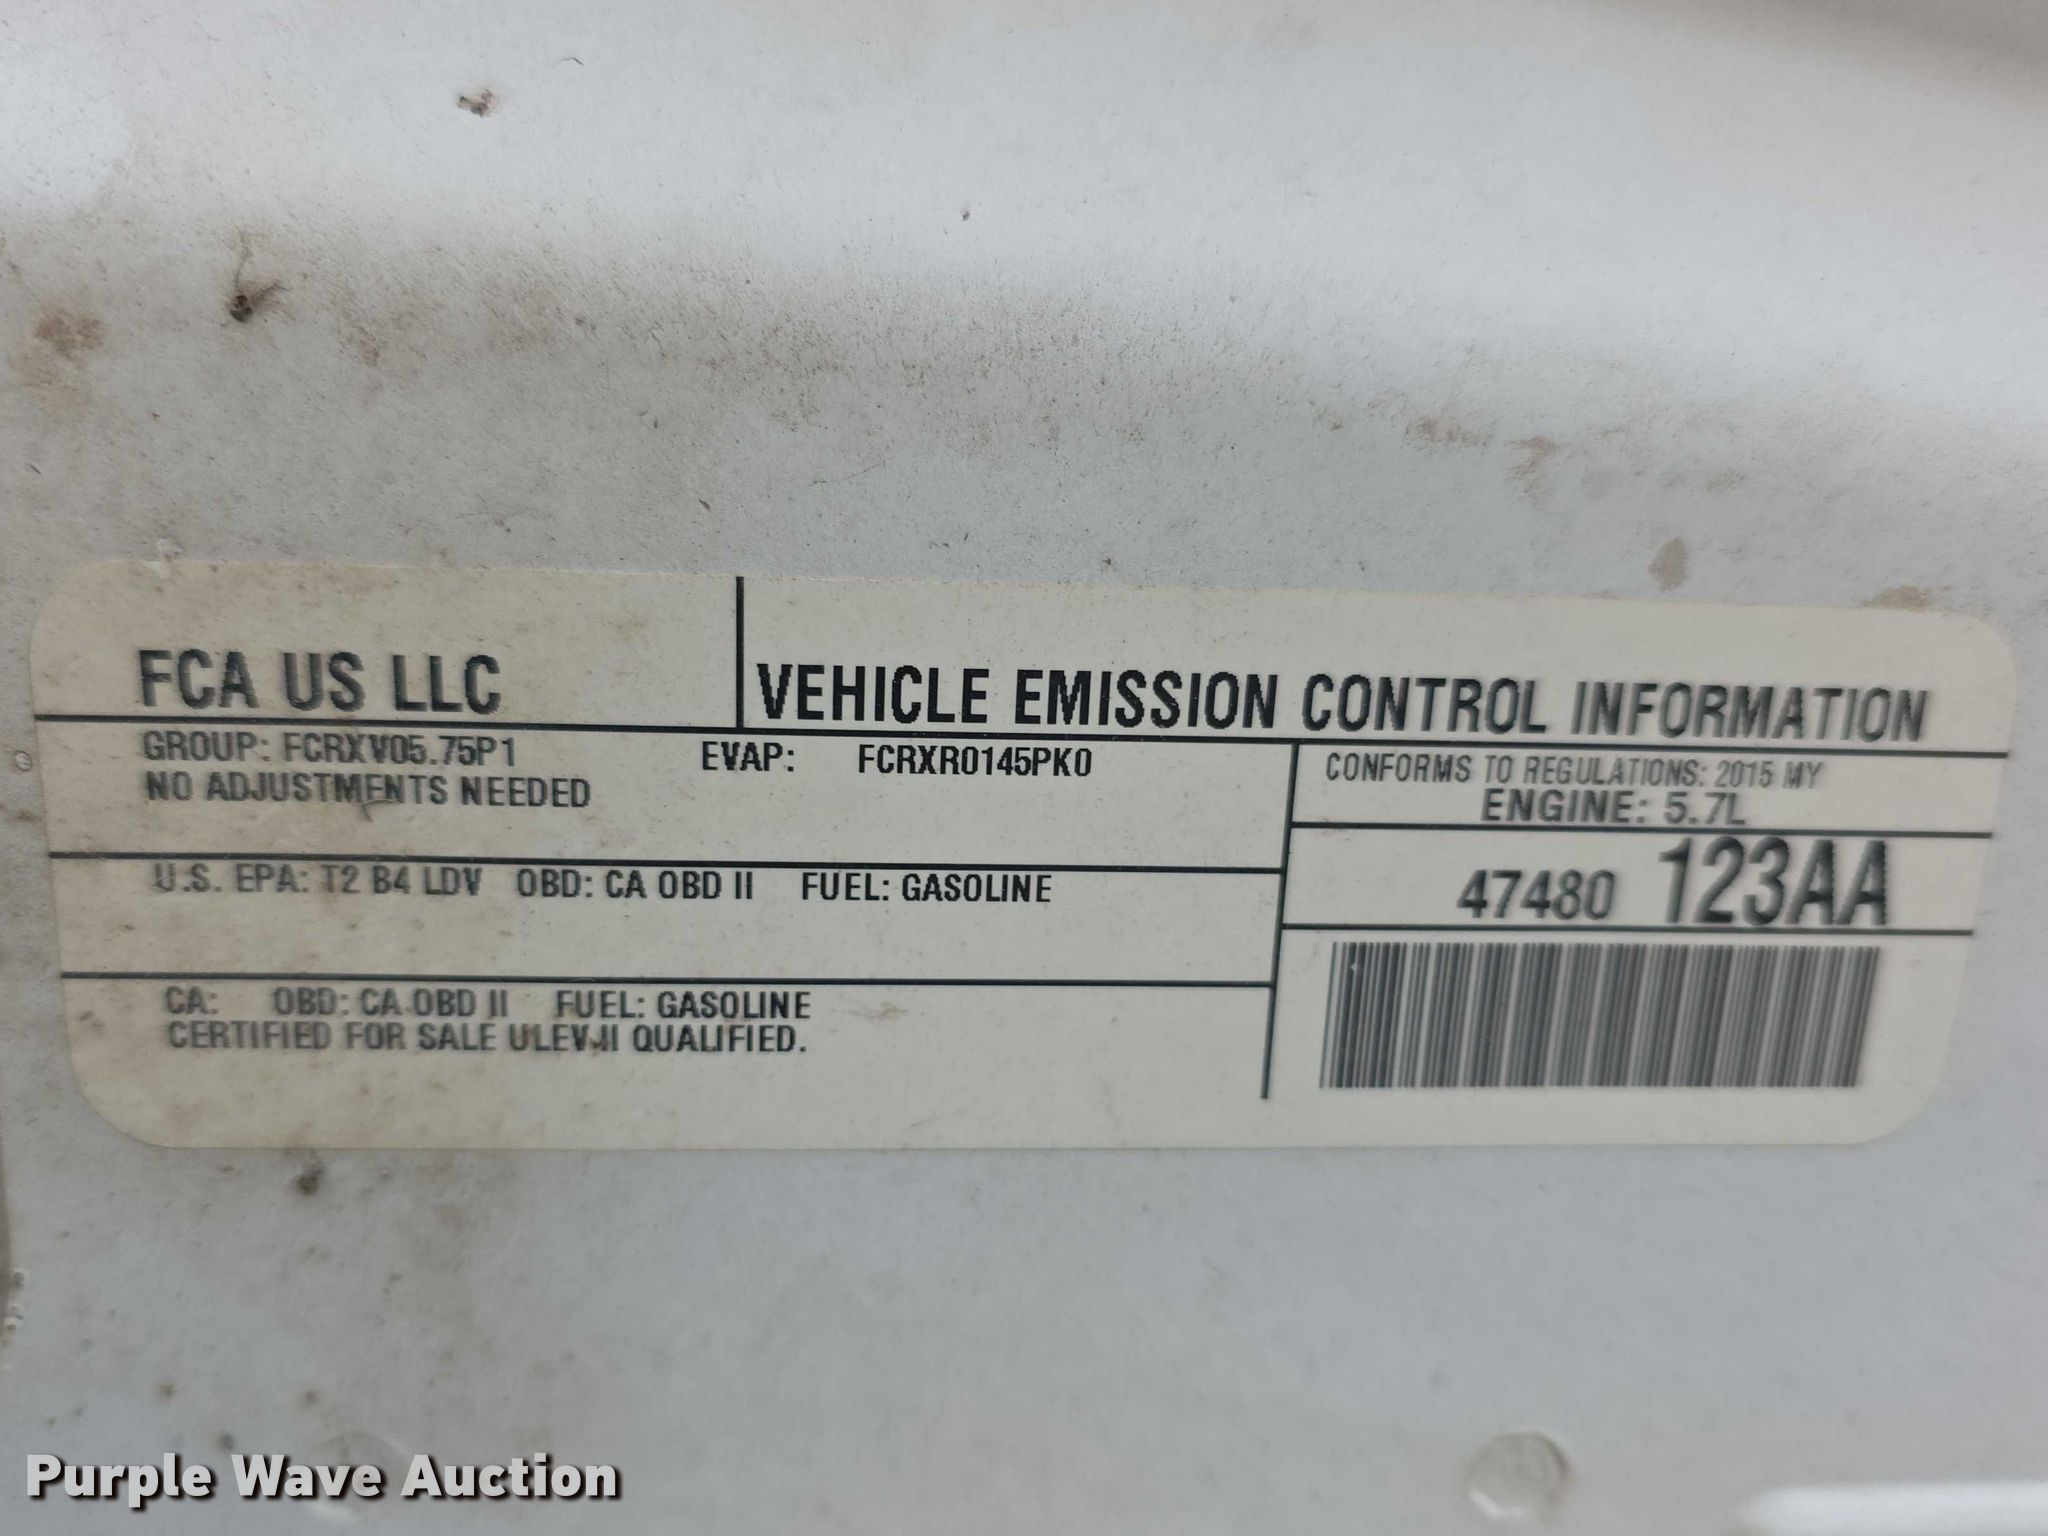 FCA US LLC
VEHICLE EMISSION CONTROL INFORMATION
GROUP: FCRXV05.75P1 EVAP: FCRXR0145PK0
NO ADJUSTMENTS NEEDED
CONFORMS TO REGULATIONS: 2015 MY
ENGINE: 5.7L
U.S. EPA: T2 B4 LDV OBD: CA OBD II FUEL: GASOLINE
47480 123AA
CA: OBD: CA OBD II FUEL: GASOLINE
CERTIFIED FOR SALE ULEV II QUALIFIED.
Purple Wave Auction